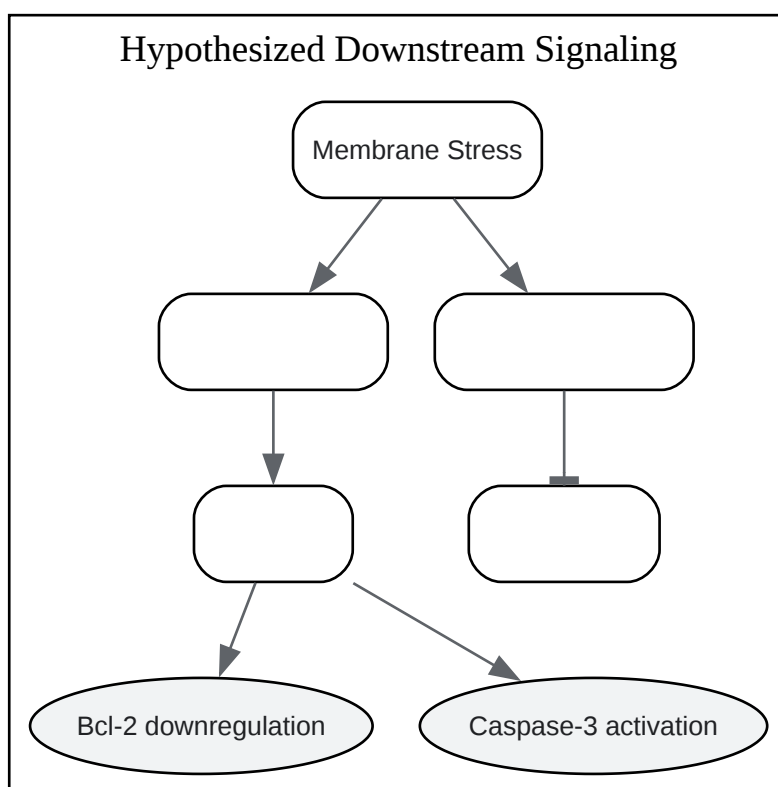 Hypothesized Downstream Signaling
Membrane Stress
Bcl-2 downregulation
Caspase-3 activation